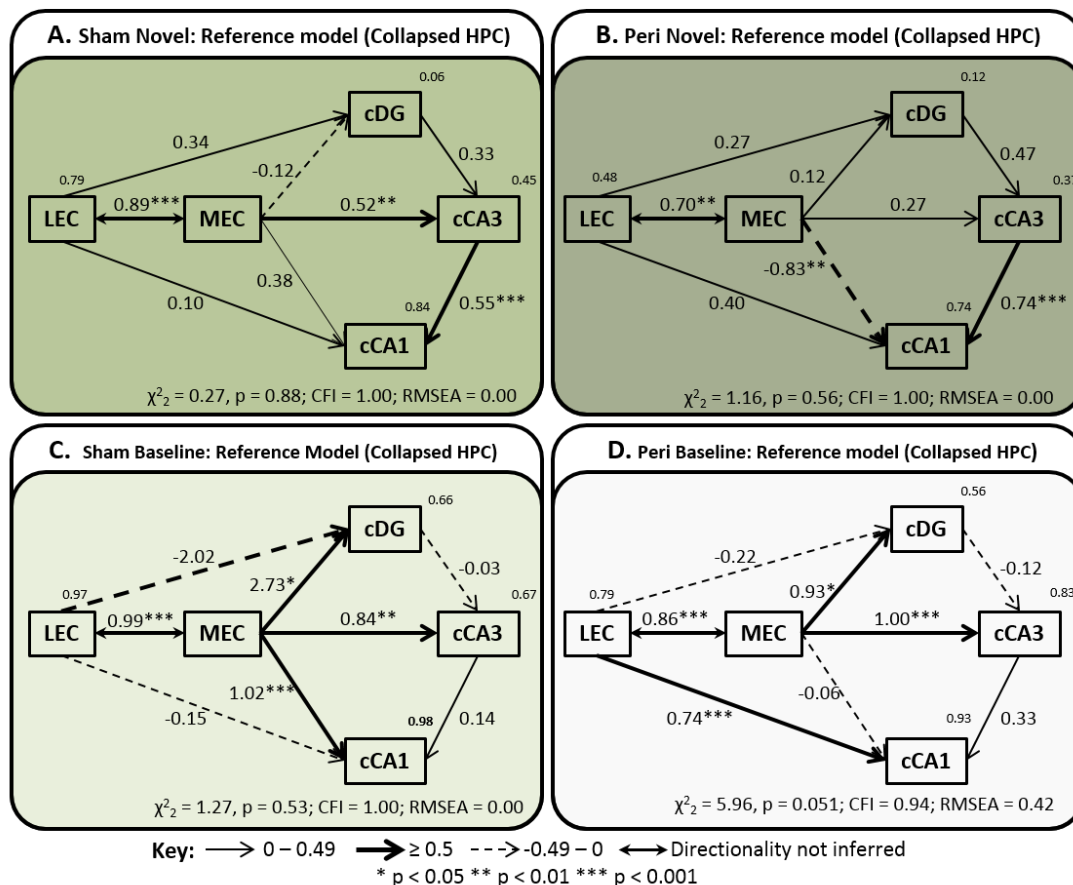 A. Sham Novel: Reference model (Collapsed HPC)
0.06
cDG
0.34
-0.12
0.33
0.79
0.45
LEC
0.89***
MEC
0.52**
cCA3
0.38
0.10
0.84
0.55***
cCA1
χ²₂ = 0.27, p = 0.88; CFI = 1.00; RMSEA = 0.00
B. Peri Novel: Reference model (Collapsed HPC)
0.12
cDG
0.27
0.12
0.47
0.48
0.37
LEC
0.70**
MEC
0.27
cCA3
-0.83**
0.40
0.74
0.74***
cCA1
χ²₂ = 1.16, p = 0.56; CFI = 1.00; RMSEA = 0.00
C. Sham Baseline: Reference Model (Collapsed HPC)
0.66
cDG
-2.02
2.73*
-0.03
0.97
0.67
LEC
0.99***
MEC
0.84**
cCA3
1.02***
-0.15
0.98
0.14
cCA1
χ²₂ = 1.27, p = 0.53; CFI = 1.00; RMSEA = 0.00
D. Peri Baseline: Reference model (Collapsed HPC)
0.56
cDG
-0.22
0.93*
-0.12
0.79
0.83
LEC
0.86***
MEC
1.00***
cCA3
-0.06
0.74***
0.93
0.33
cCA1
χ²₂ = 5.96, p = 0.051; CFI = 0.94; RMSEA = 0.42
Key: 0 – 0.49 ≥ 0.5 -0.49 – 0 Directionality not inferred
* p < 0.05 ** p < 0.01 *** p < 0.001